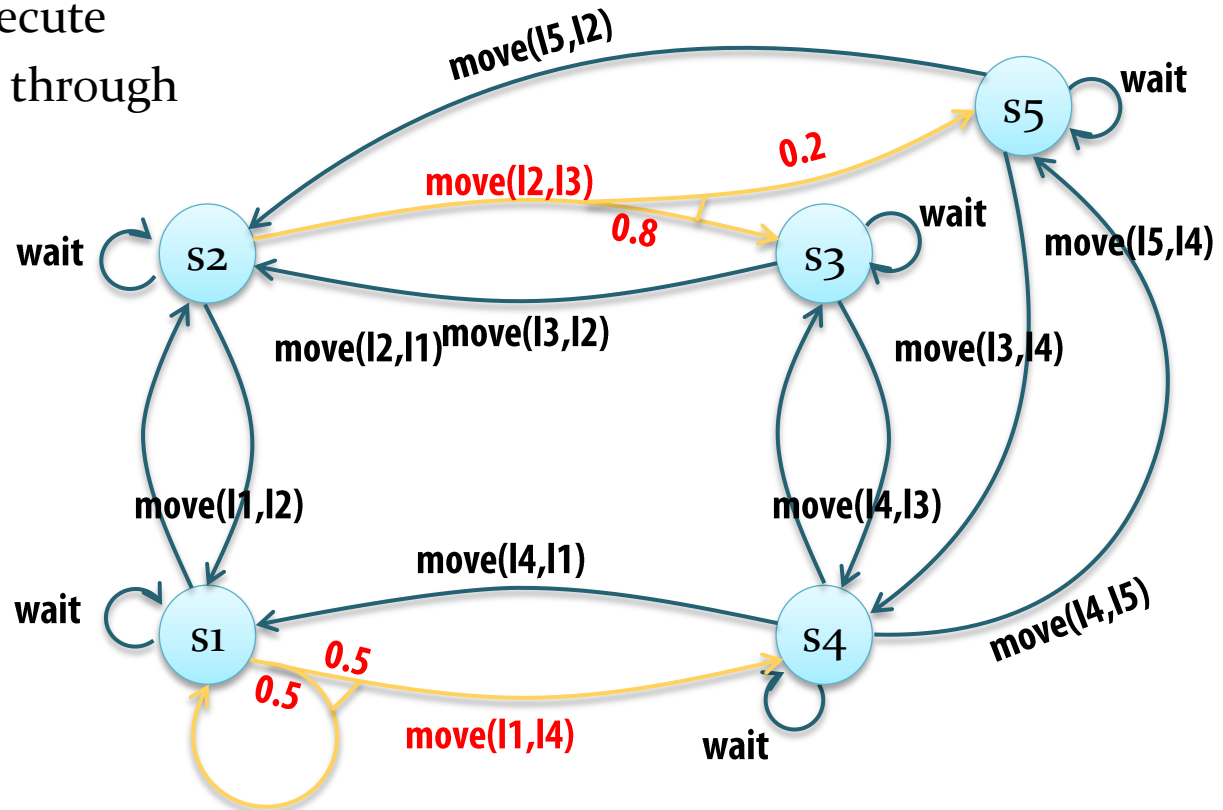 ecute
through
move(l5,l2)
wait
s5
0.2
move(l2,l3)
0.8
wait
wait
s2
s3
move(l5,l4)
move(l2,l1)
move(l3,l2)
move(l3,l4)
move(l1,l2)
move(l4,l3)
move(l4,l1)
wait
s1
s4
move(l4,l5)
0.5
0.5
move(l1,l4)
wait